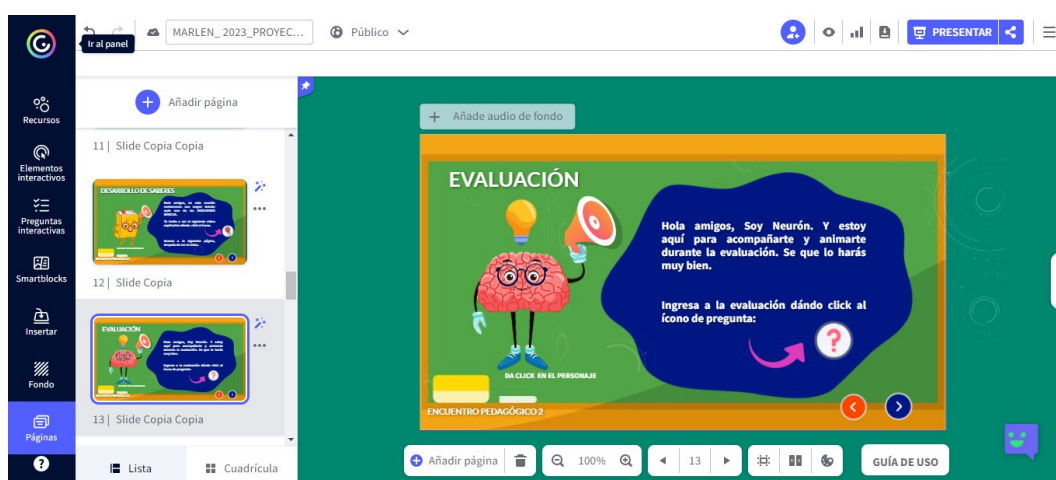 MARLEN_ 2023_PROYEC...
Público
PRESENTAR
Ir al panel
Recursos
Elementos
interactivos
Preguntas
interactivas
Smartblocks
Insertar
Fondo
Páginas
Añadir página
11 | Slide Copia Copia
DESARROLLO DE SABERES
12 | Slide Copia
EVALUACIÓN
13 | Slide Copia Copia
Lista
Cuadrícula
Añade audio de fondo
EVALUACIÓN
Hola amigos, Soy Neurón. Y estoy
aquí para acompañarte y animarte
durante la evaluación. Se que lo harás
muy bien.
Ingresa a la evaluación dándo click al
ícono de pregunta:
?
DA CLICK EN EL PERSONAJE
ENCUENTRO PEDAGÓGICO 2
Añadir página
100%
13
GUÍA DE USO